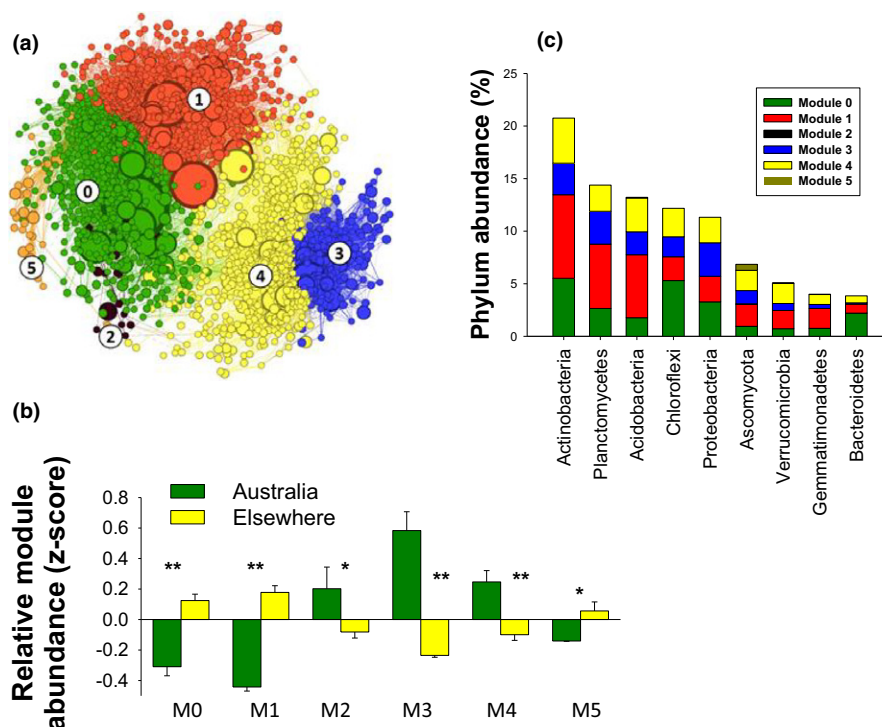 (a)
1
0
3
4
5
2
(c)
Phylum abundance (%)
25
20
15
10
5
0
Module 0
Module 1
Module 2
Module 3
Module 4
Module 5
Actinobacteria
Planctomycetes
Acidobacteria
Chloroflexi
Proteobacteria
Ascomycota
Verrucomicrobia
Gemmatimonadetes
Bacteroidetes
(b)
Relative module
abundance (z-score)
0.8
0.6
0.4
0.2
0.0
-0.2
-0.4
Australia
Elsewhere
** ** * ** ** *
M0 M1 M2 M3 M4 M5